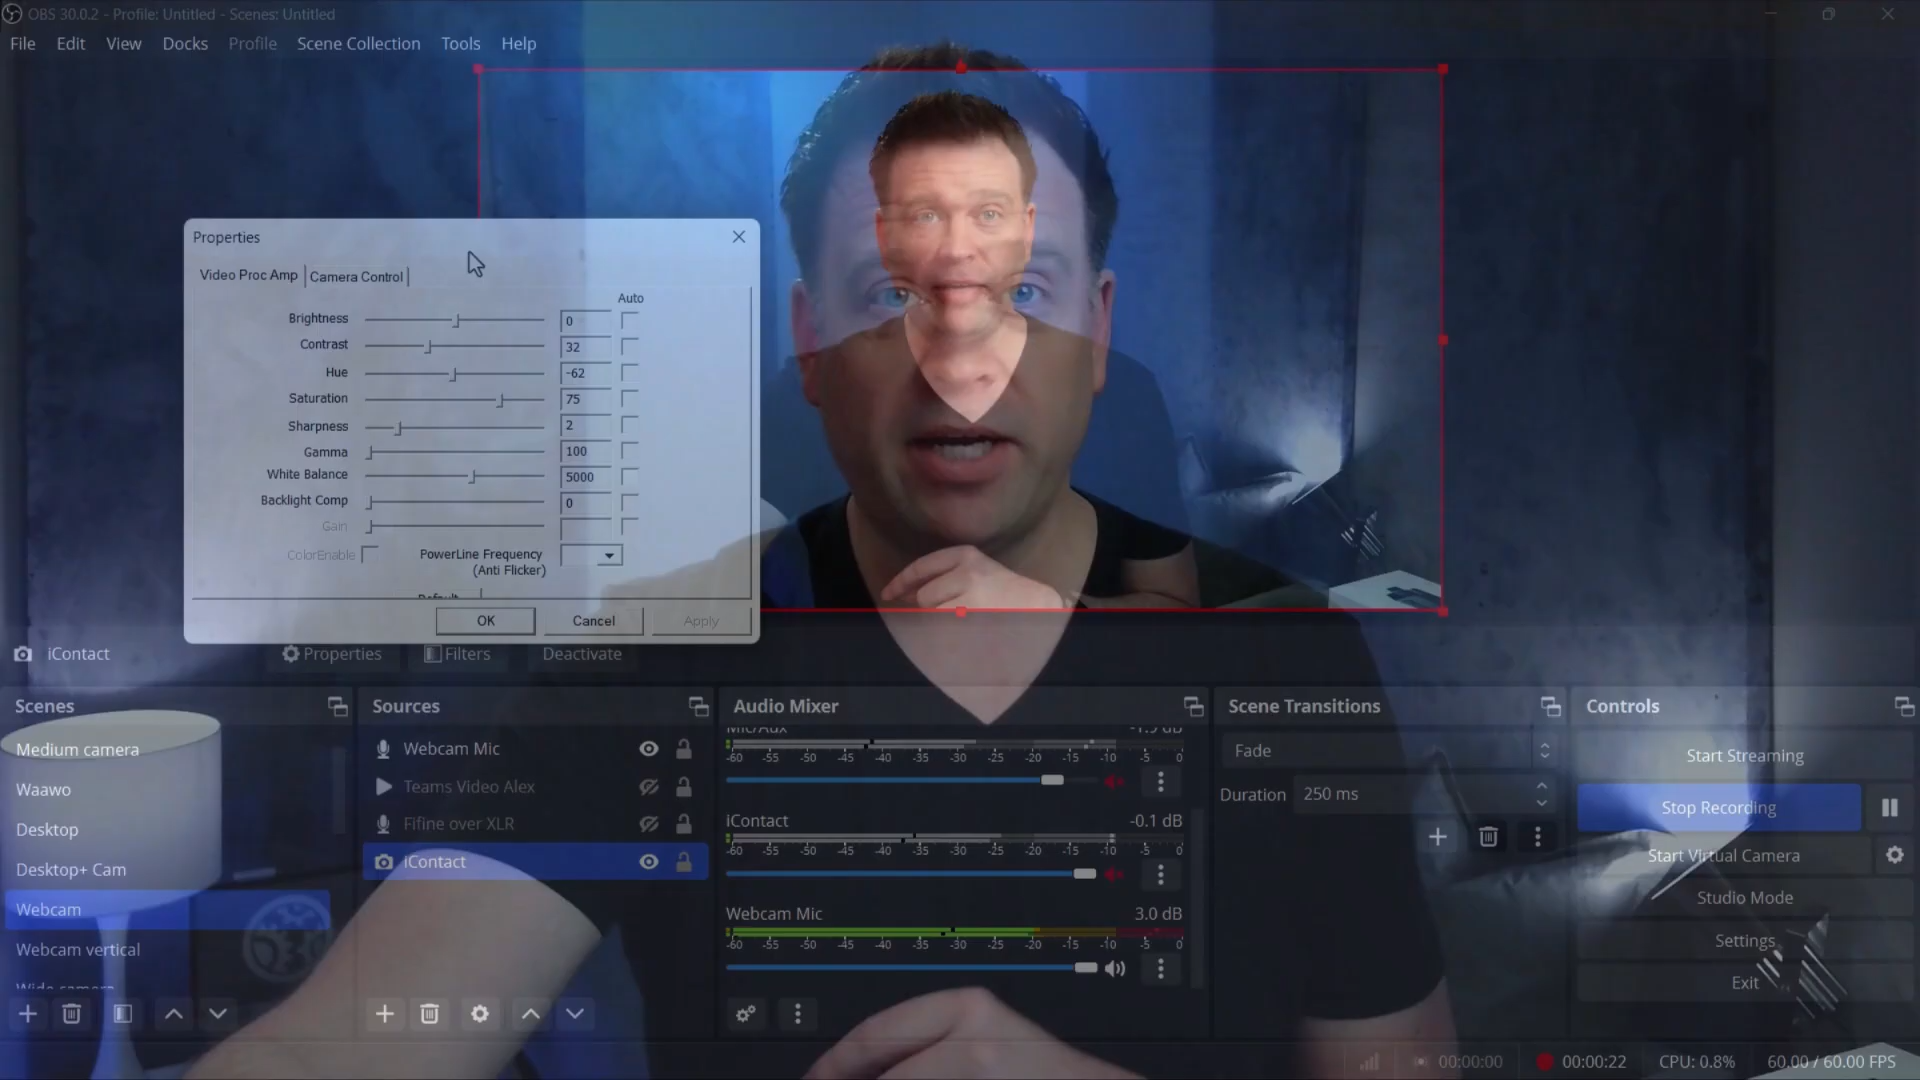 OBS 30.0.2 - Profile: Untitled - Scenes: Untitled
File Edit View Docks Profile Scene Collection Tools Help
Properties
Video Proc Amp Camera Control
Auto
Brightness 0
Contrast 32
Hue -62
Saturation 75
Sharpness 2
Gamma 100
White Balance 5000
Backlight Comp 0
Gain
ColorEnable PowerLine Frequency
(Anti Flicker)
Default
OK Cancel Apply
iContact Properties Filters Deactivate
Scenes
Medium camera
Waawo
Desktop
Desktop+ Cam
Webcam
Webcam vertical
Wide camera
Sources
Webcam Mic
Teams Video Alex
Fifine over XLR
iContact
Audio Mixer
Mic/Aux -1.9 dB
-60 -55 -50 -45 -40 -35 -30 -25 -20 -15 -10 -5 0
iContact -0.1 dB
-60 -55 -50 -45 -40 -35 -30 -25 -20 -15 -10 -5 0
Webcam Mic 3.0 dB
-60 -55 -50 -45 -40 -35 -30 -25 -20 -15 -10 -5 0
Scene Transitions
Fade
Duration 250 ms
Controls
Start Streaming
Stop Recording
Start Virtual Camera
Studio Mode
Settings
Exit
00:00:00 00:00:22 CPU: 0.8% 60.00 / 60.00 FPS